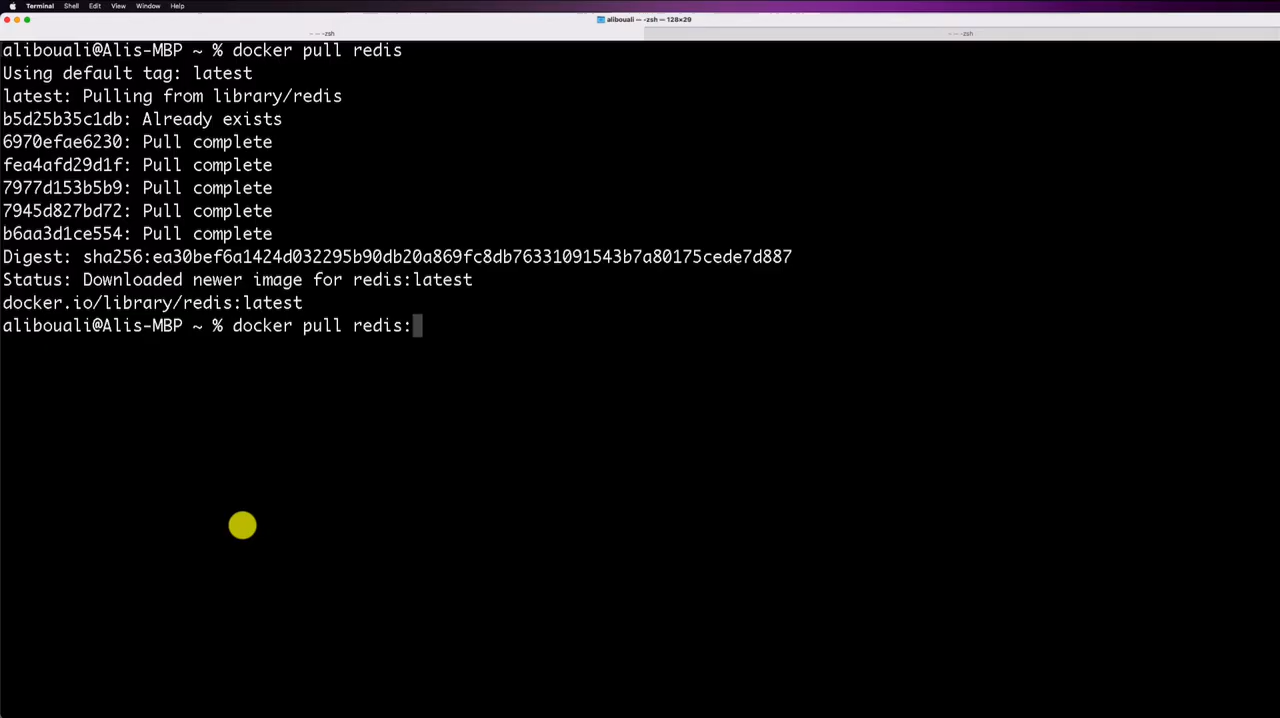 Terminal Shell Edit View Window Help
alibouali — -zsh — 128×29
-zsh
-zsh
alibouali@Alis-MBP ~ % docker pull redis
Using default tag: latest
latest: Pulling from library/redis
b5d25b35c1db: Already exists
6970efae6230: Pull complete
fea4afd29d1f: Pull complete
7977d153b5b9: Pull complete
7945d827bd72: Pull complete
b6aa3d1ce554: Pull complete
Digest: sha256:ea30bef6a1424d032295b90db20a869fc8db76331091543b7a80175cede7d887
Status: Downloaded newer image for redis:latest
docker.io/library/redis:latest
alibouali@Alis-MBP ~ % docker pull redis: